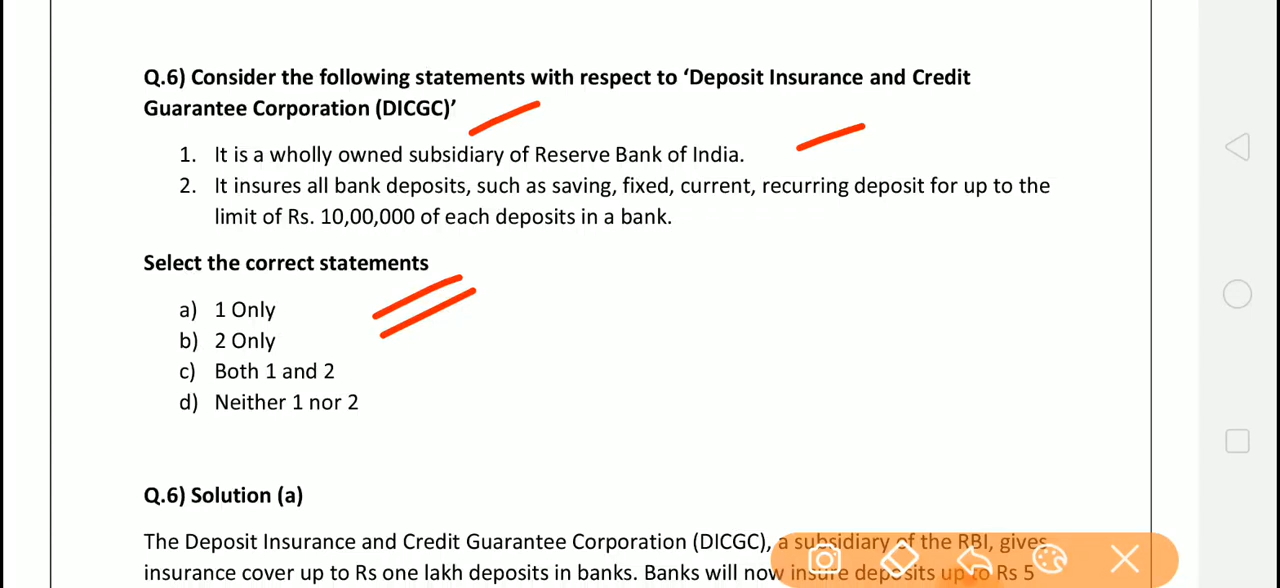 Q.6) Consider the following statements with respect to ‘Deposit Insurance and Credit
Guarantee Corporation (DICGC)’
1. It is a wholly owned subsidiary of Reserve Bank of India.
2. It insures all bank deposits, such as saving, fixed, current, recurring deposit for up to the
limit of Rs. 10,00,000 of each deposits in a bank.
Select the correct statements
a) 1 Only
b) 2 Only
c) Both 1 and 2
d) Neither 1 nor 2
Q.6) Solution (a)
The Deposit Insurance and Credit Guarantee Corporation (DICGC), a subsidiary of the RBI, gives
insurance cover up to Rs one lakh deposits in banks. Banks will now insure deposits up to Rs 5